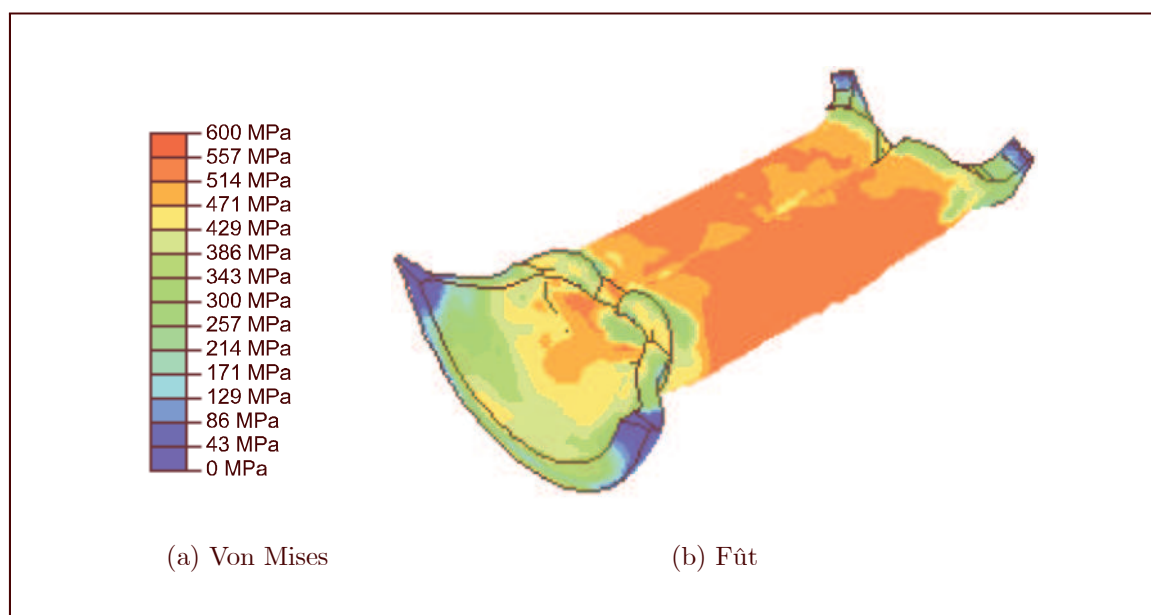 600 MPa
557 MPa
514 MPa
471 MPa
429 MPa
386 MPa
343 MPa
300 MPa
257 MPa
214 MPa
171 MPa
129 MPa
86 MPa
43 MPa
0 MPa
(a) Von Mises
(b) Fût